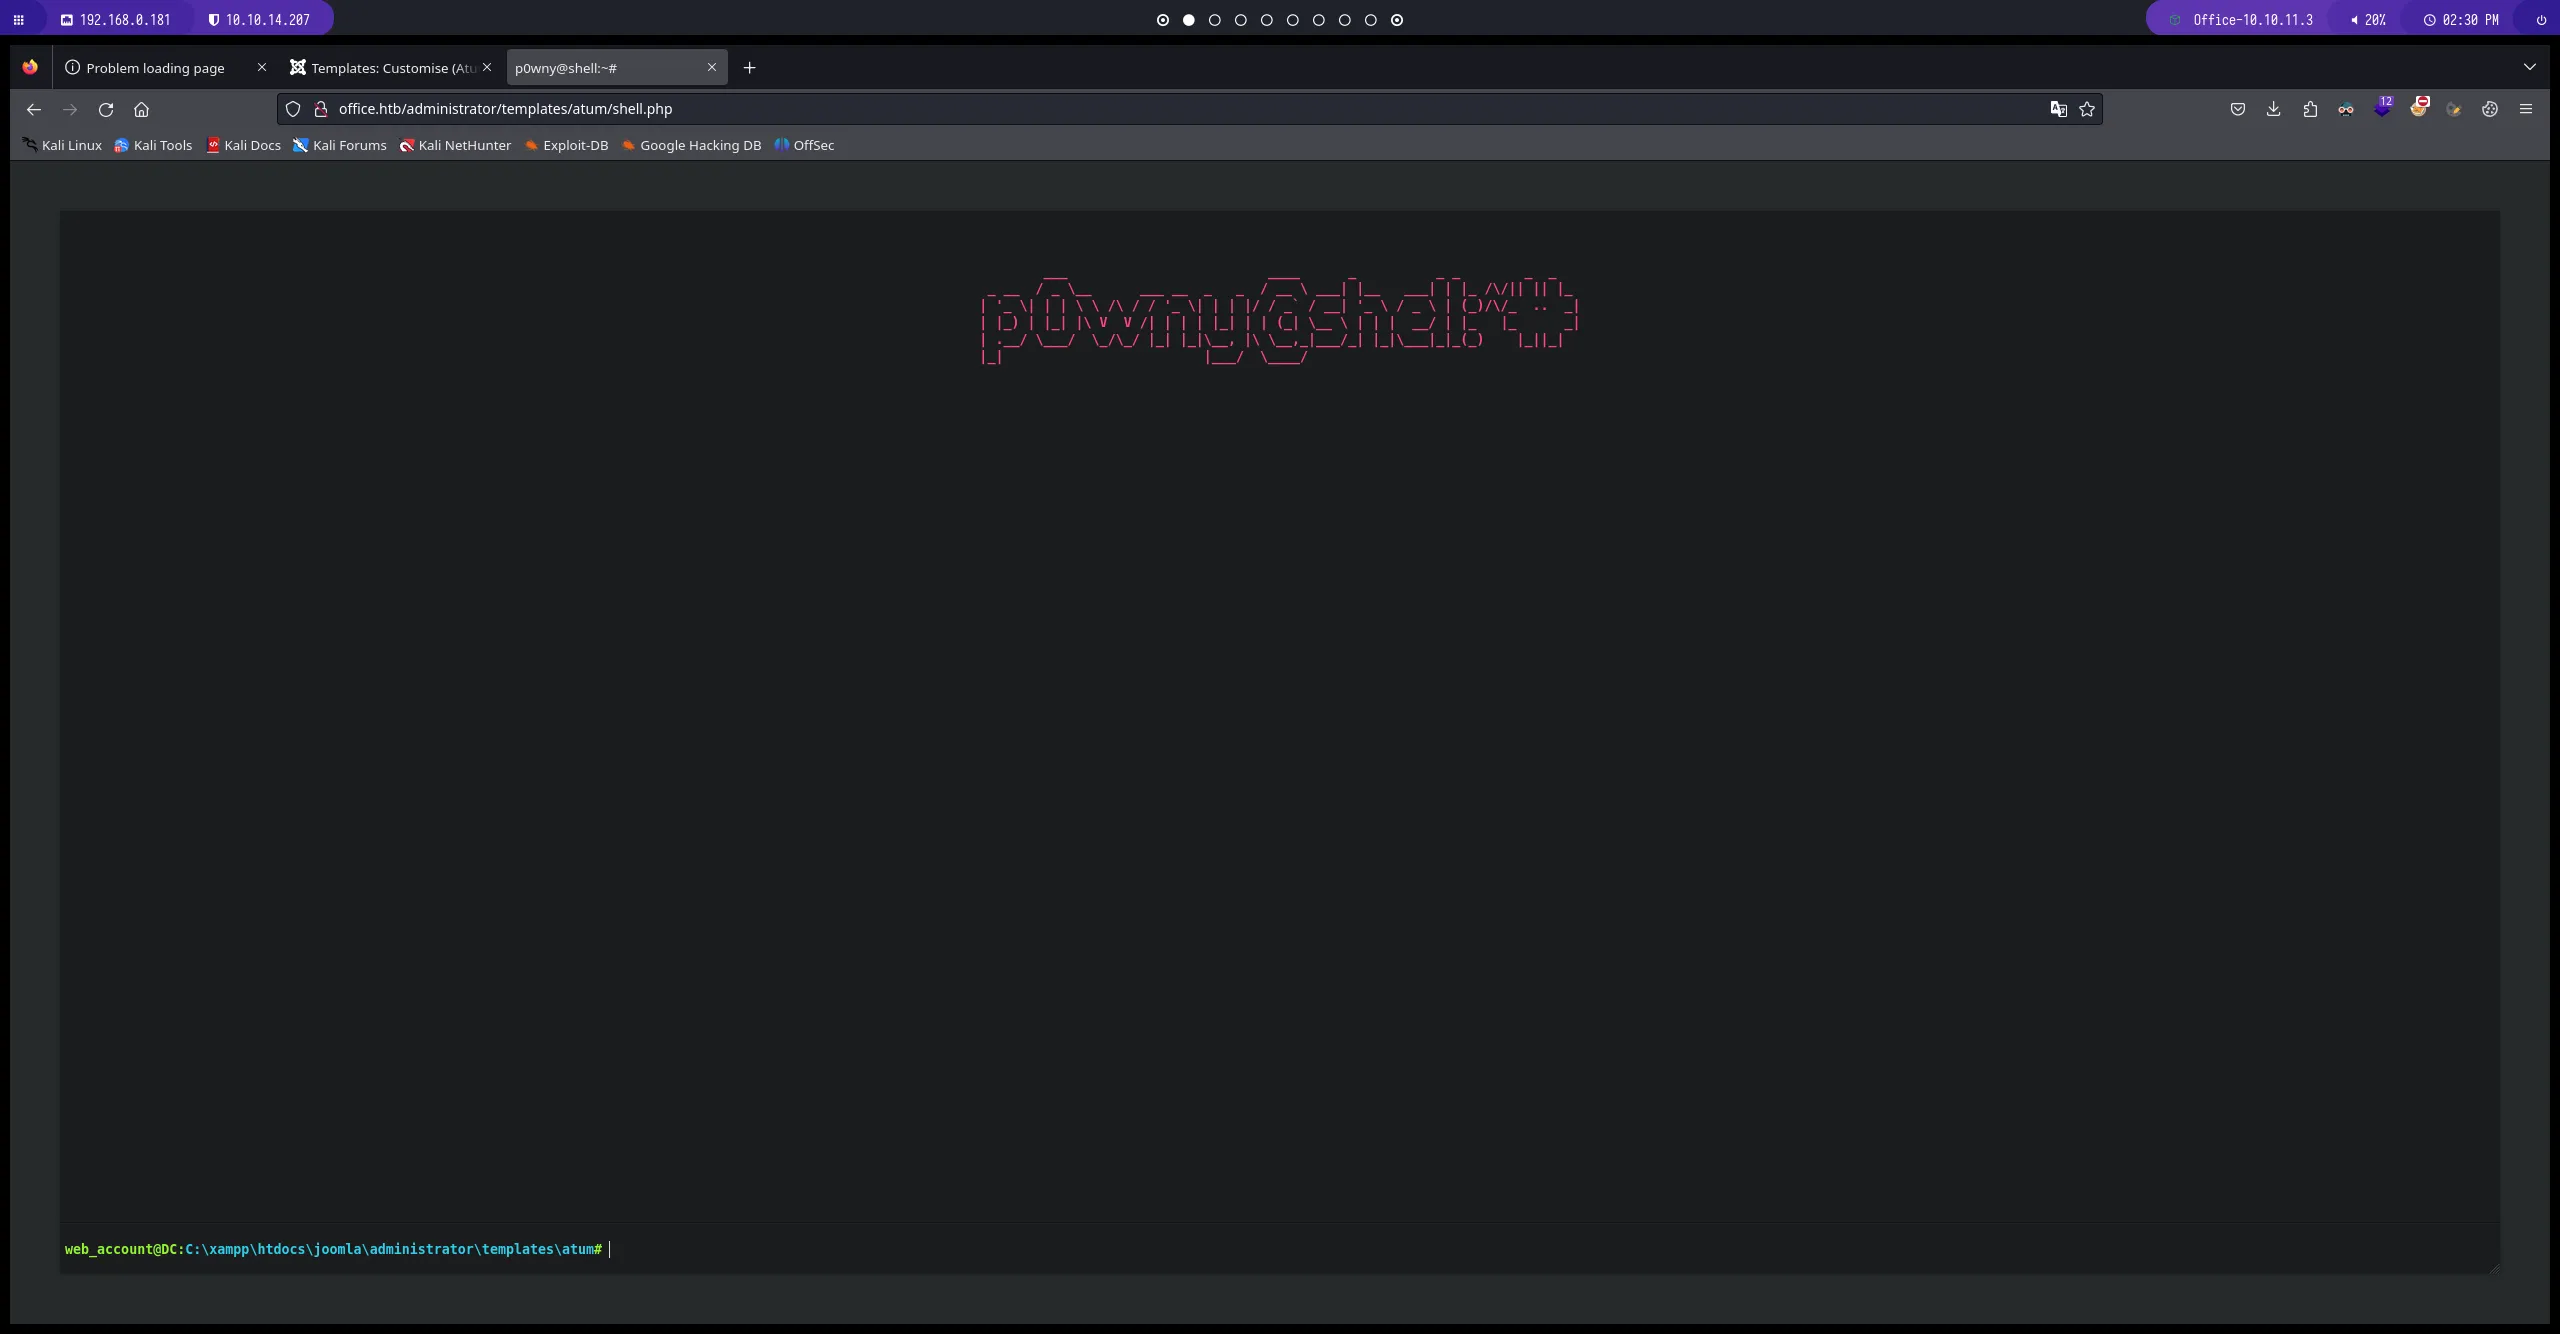 192.168.0.181 10.10.14.207 Office-10.10.11.3 20% 02:30 PM
Problem loading page Templates: Customise (Atu p0wny@shell:~#
office.htb/administrator/templates/atum/shell.php 12
Kali Linux Kali Tools Kali Docs Kali Forums Kali NetHunter Exploit-DB Google Hacking DB OffSec
p0wny@shell:~#
web_account@DC:C:\xampp\htdocs\joomla\administrator\templates\atum#